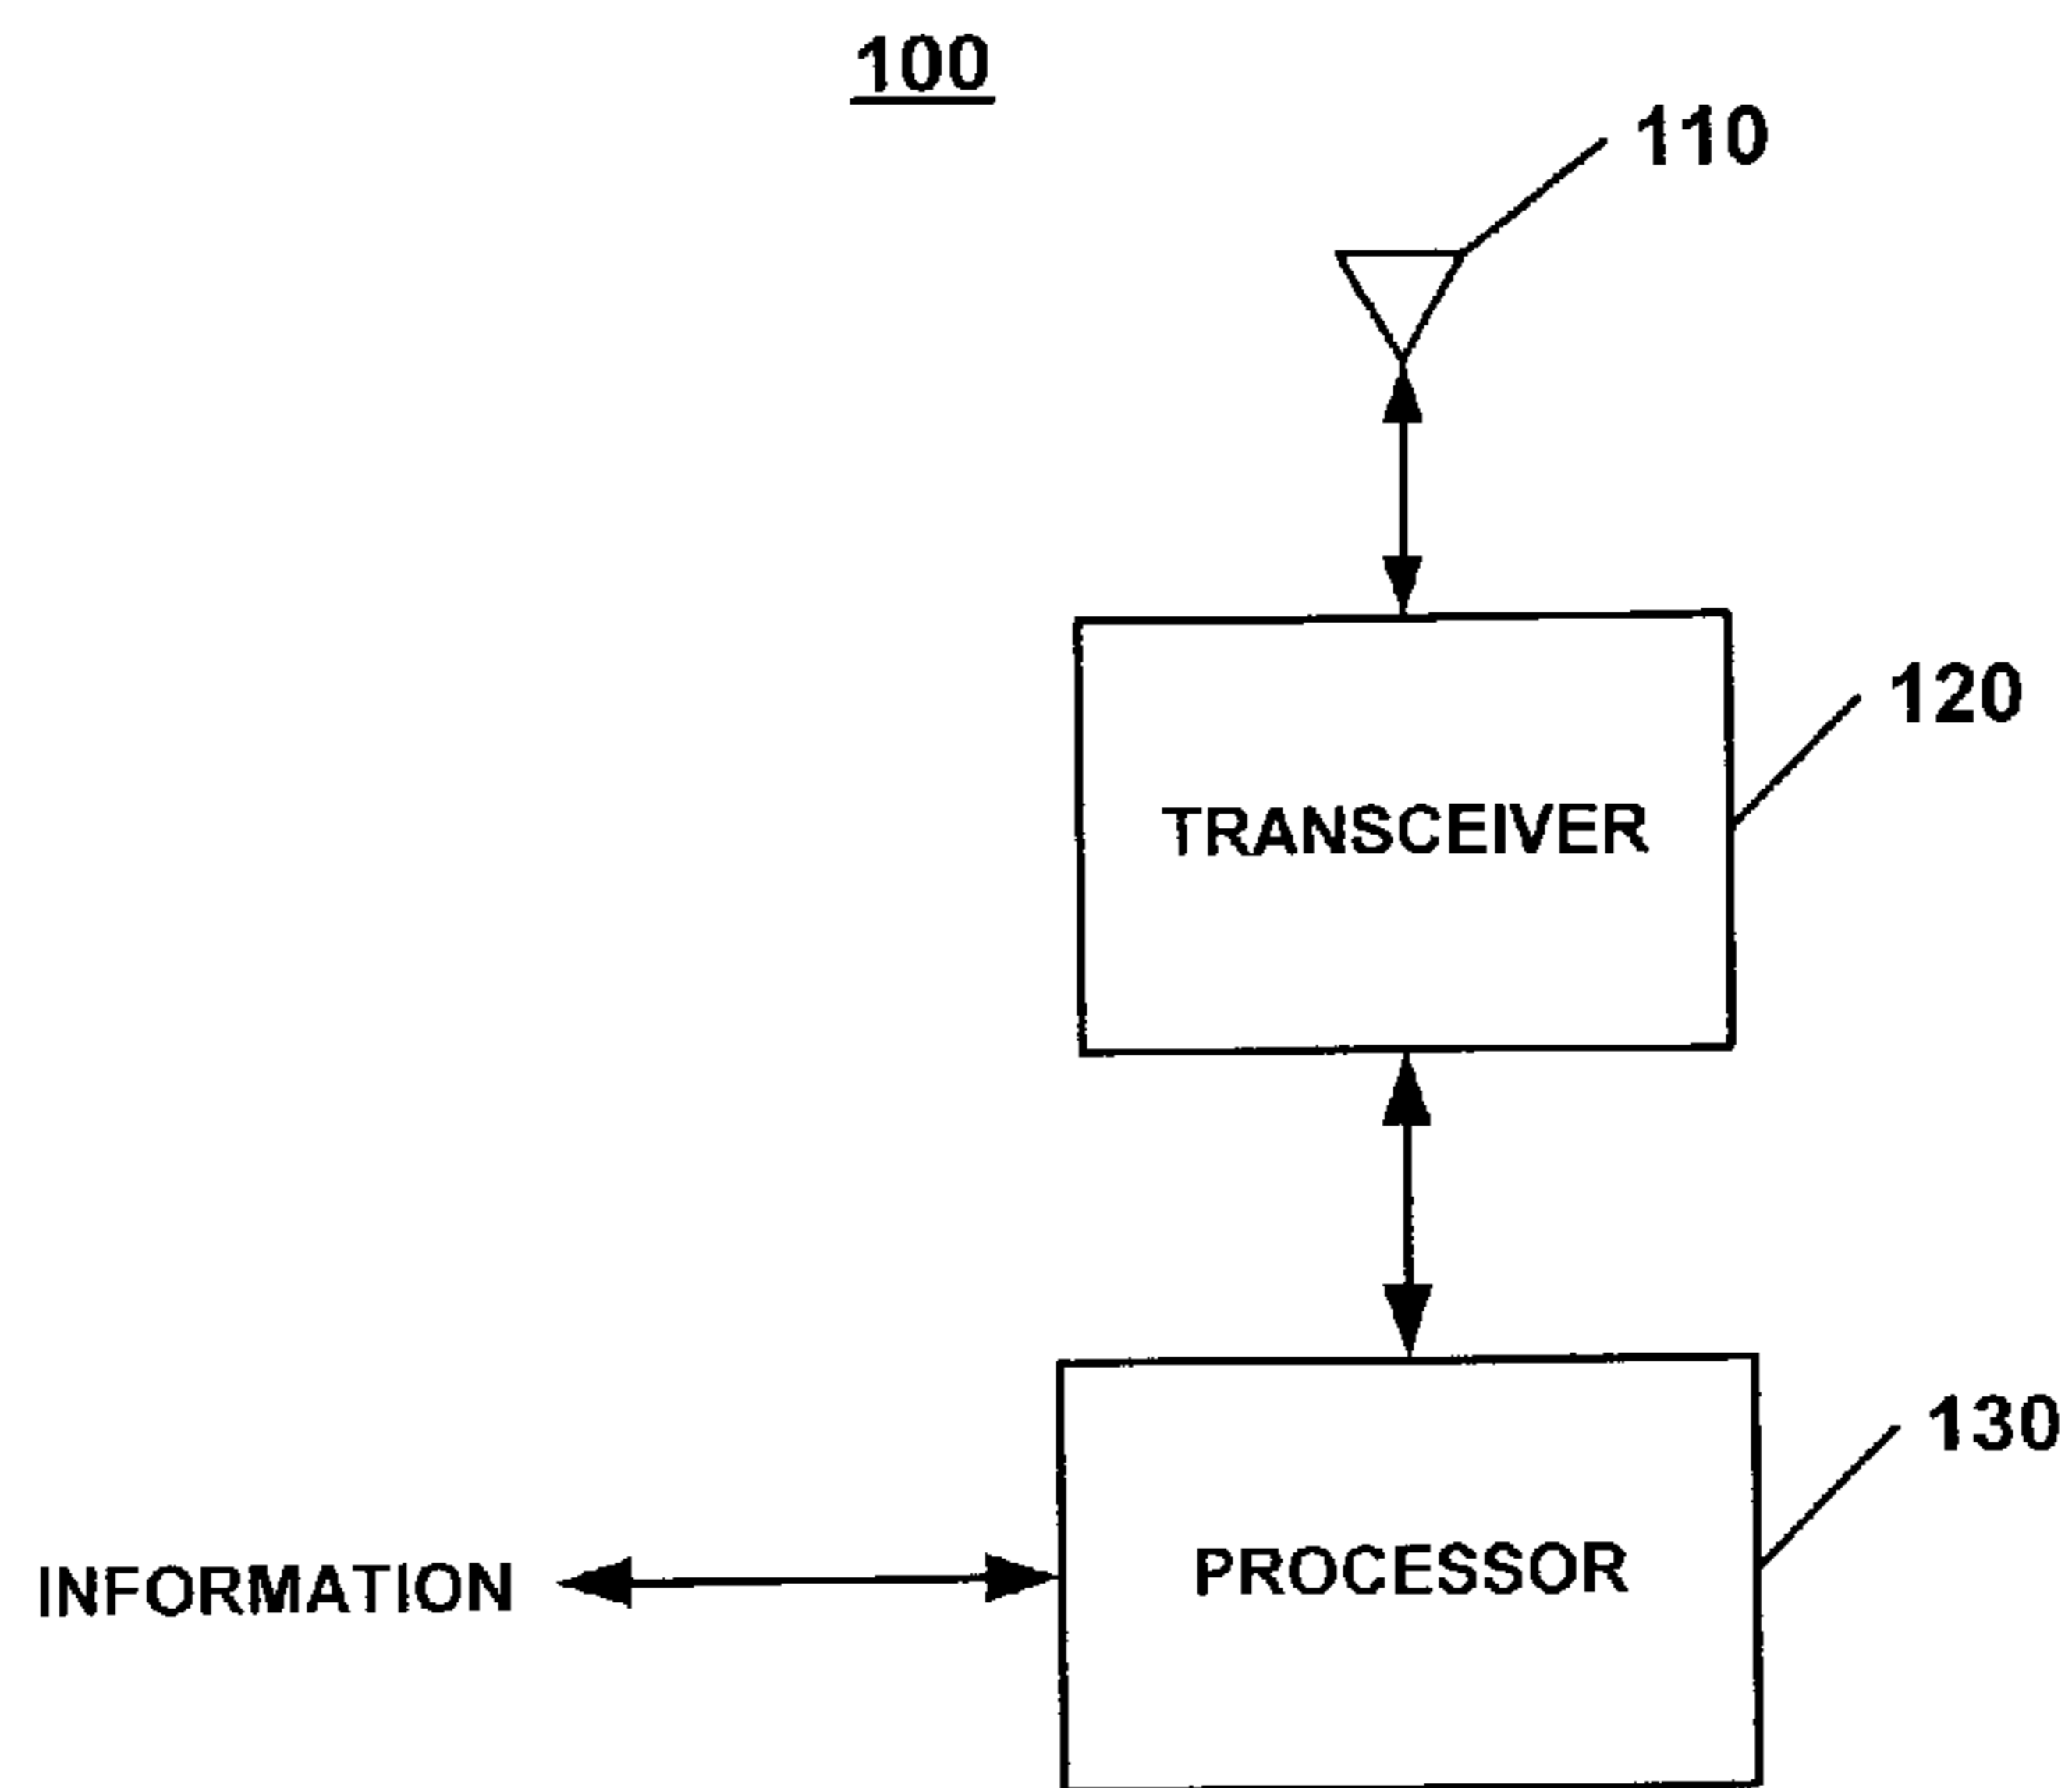 100
110
120
TRANSCEIVER
130
PROCESSOR
INFORMATION